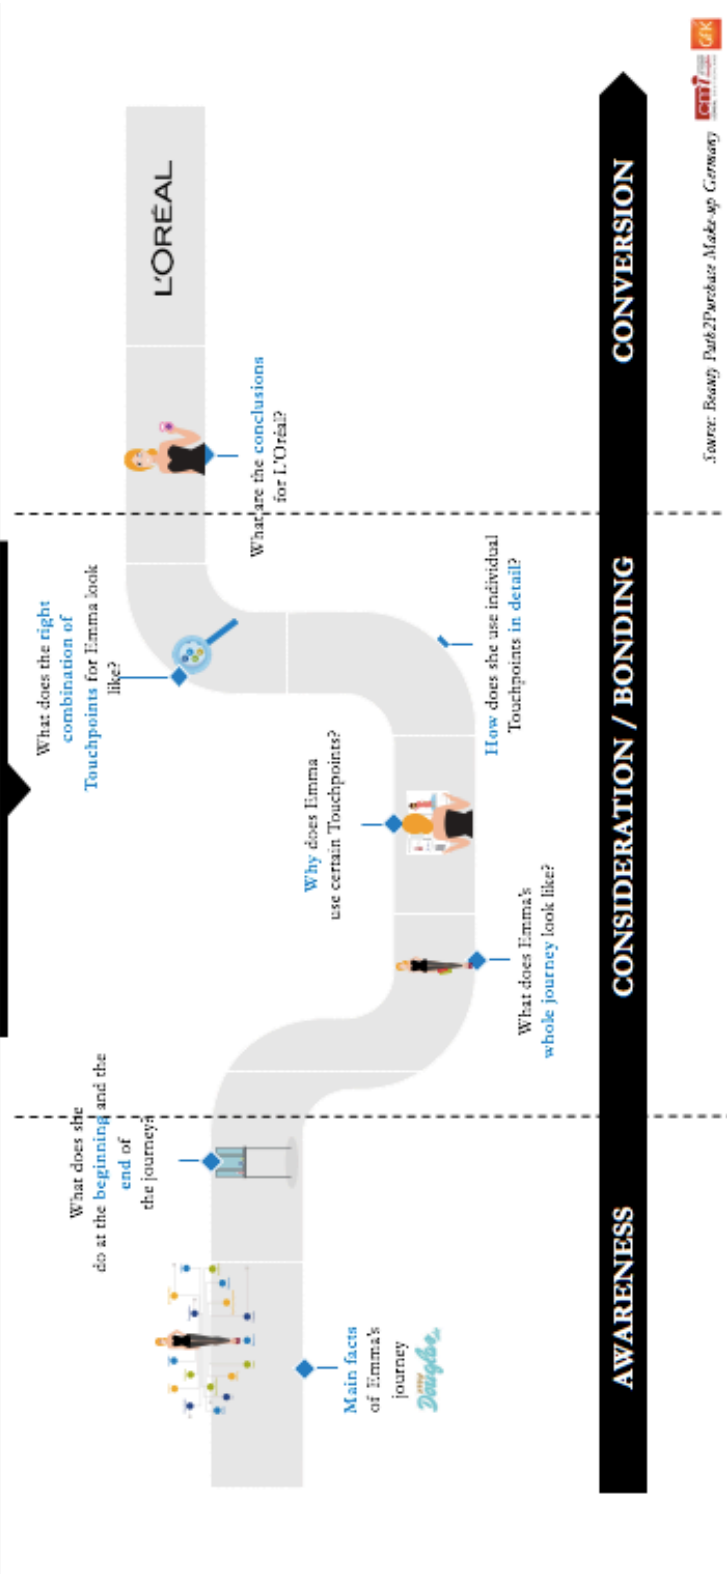 Main facts
of Emma's
journey
my
Douglas
What does she
do at the beginning and the
end of
the journey?
What does Emma's
whole journey look like?
Why does Emma
use certain Touchpoints?
How does she use individual
Touchpoints in detail?
What does the right
combination of
Touchpoints for Emma look
like?
What are the conclusions
for L'Oréal?
L'ORÉAL
AWARENESS
CONSIDERATION / BONDING
CONVERSION
Source: Beauty Path2Purchase Make-up Germany
GfK